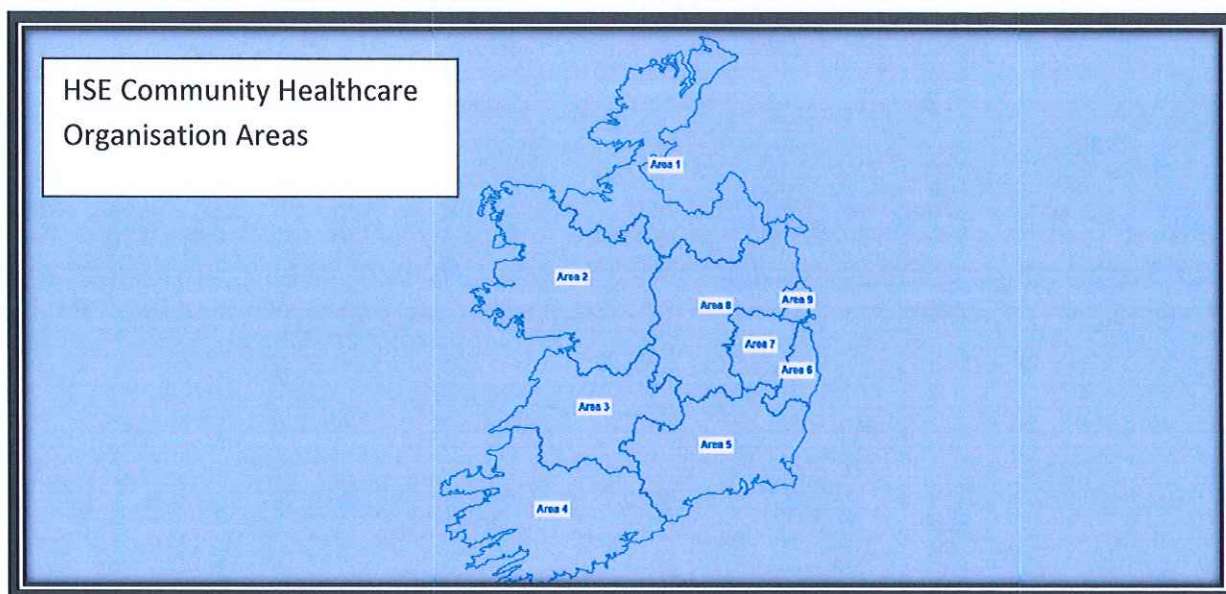 HSE Community Healthcare
Organisation Areas
Area 1
Area 2
Area 9
Area 8
Area 7
Area 6
Area 3
Area 5
Area 4